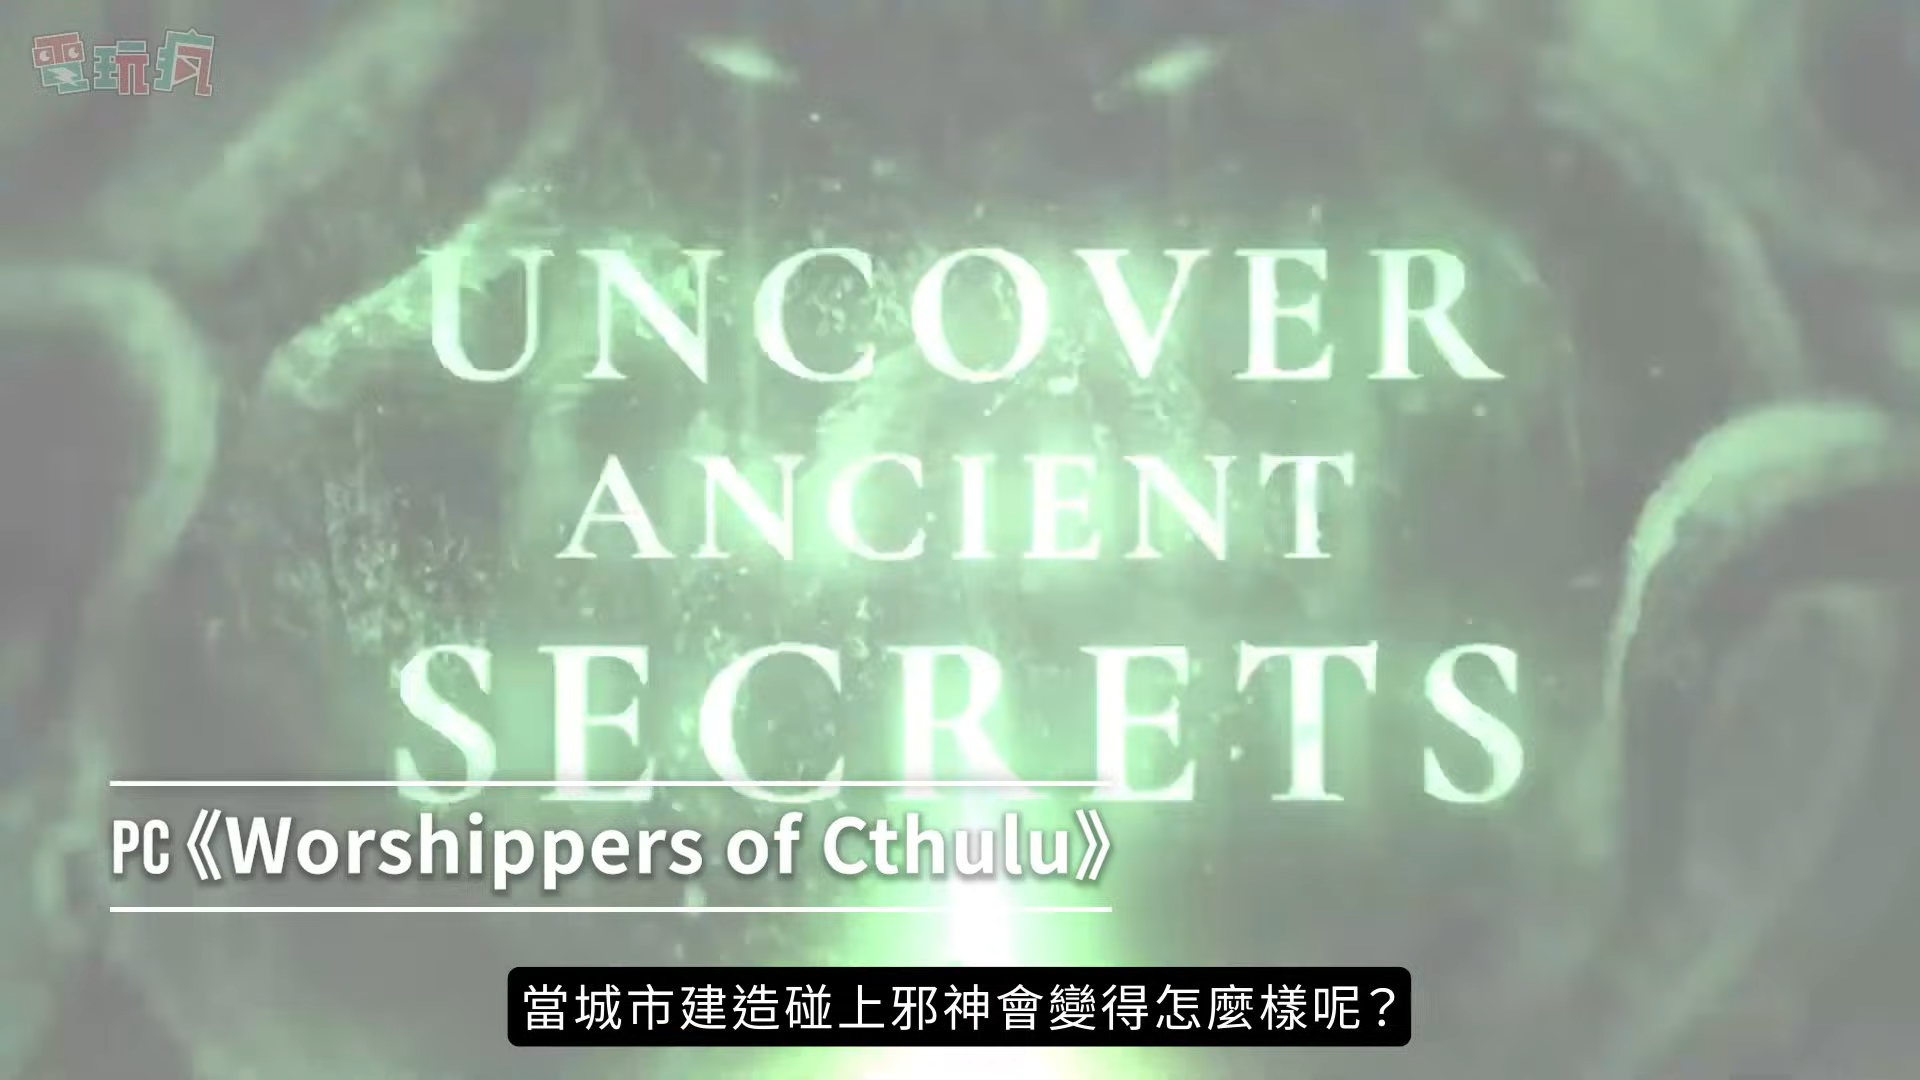 電玩瘋
UNCOVER
ANCIENT
SECRETS
PC《Worshippers of Cthulu》
當城市建造碰上邪神會變得怎麼樣呢？